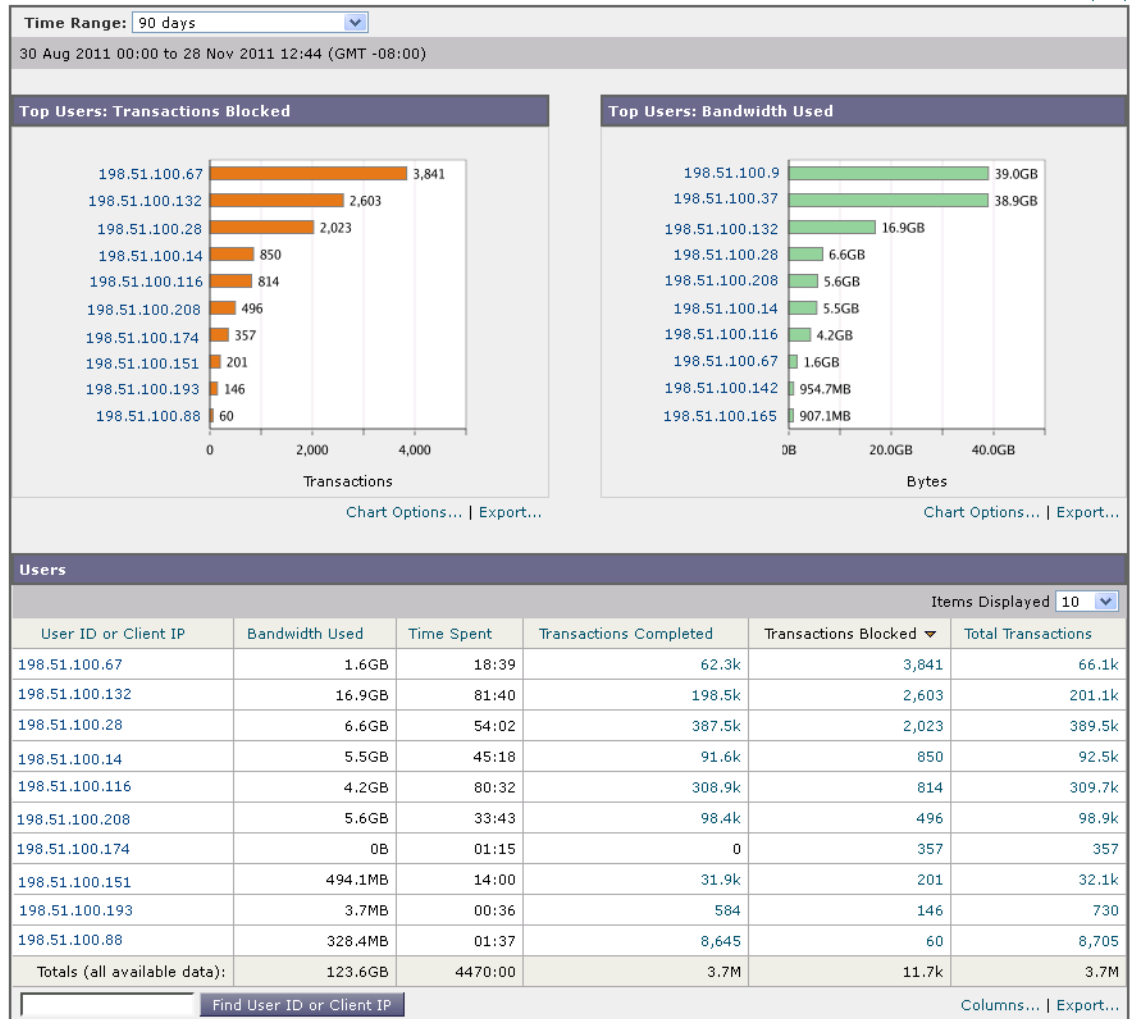 Time Range: 90 days
30 Aug 2011 00:00 to 28 Nov 2011 12:44 (GMT -08:00)
Top Users: Transactions Blocked
198.51.100.67 3,841
198.51.100.132 2,603
198.51.100.28 2,023
198.51.100.14 850
198.51.100.116 814
198.51.100.208 496
198.51.100.174 357
198.51.100.151 201
198.51.100.193 146
198.51.100.88 60
0 2,000 4,000
Transactions
Chart Options... | Export...
Top Users: Bandwidth Used
198.51.100.9 39.0GB
198.51.100.37 38.9GB
198.51.100.132 16.9GB
198.51.100.28 6.6GB
198.51.100.208 5.6GB
198.51.100.14 5.5GB
198.51.100.116 4.2GB
198.51.100.67 1.6GB
198.51.100.142 954.7MB
198.51.100.165 907.1MB
0B 20.0GB 40.0GB
Bytes
Chart Options... | Export...
Users
Items Displayed 10
User ID or Client IP Bandwidth Used Time Spent Transactions Completed Transactions Blocked Total Transactions
198.51.100.67 1.6GB 18:39 62.3k 3,841 66.1k
198.51.100.132 16.9GB 81:40 198.5k 2,603 201.1k
198.51.100.28 6.6GB 54:02 387.5k 2,023 389.5k
198.51.100.14 5.5GB 45:18 91.6k 850 92.5k
198.51.100.116 4.2GB 80:32 308.9k 814 309.7k
198.51.100.208 5.6GB 33:43 98.4k 496 98.9k
198.51.100.174 0B 01:15 0 357 357
198.51.100.151 494.1MB 14:00 31.9k 201 32.1k
198.51.100.193 3.7MB 00:36 584 146 730
198.51.100.88 328.4MB 01:37 8,645 60 8,705
Totals (all available data): 123.6GB 4470:00 3.7M 11.7k 3.7M
Find User ID or Client IP
Columns... | Export...